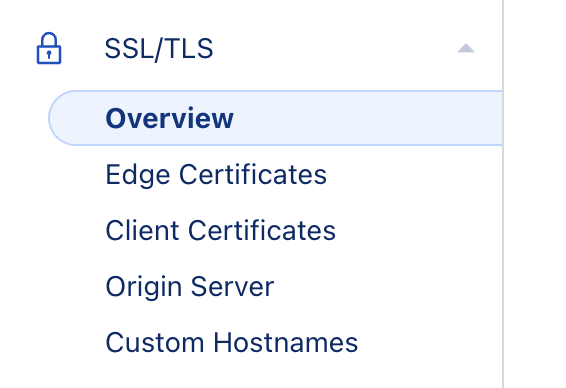 SSL/TLS
Overview
Edge Certificates
Client Certificates
Origin Server
Custom Hostnames